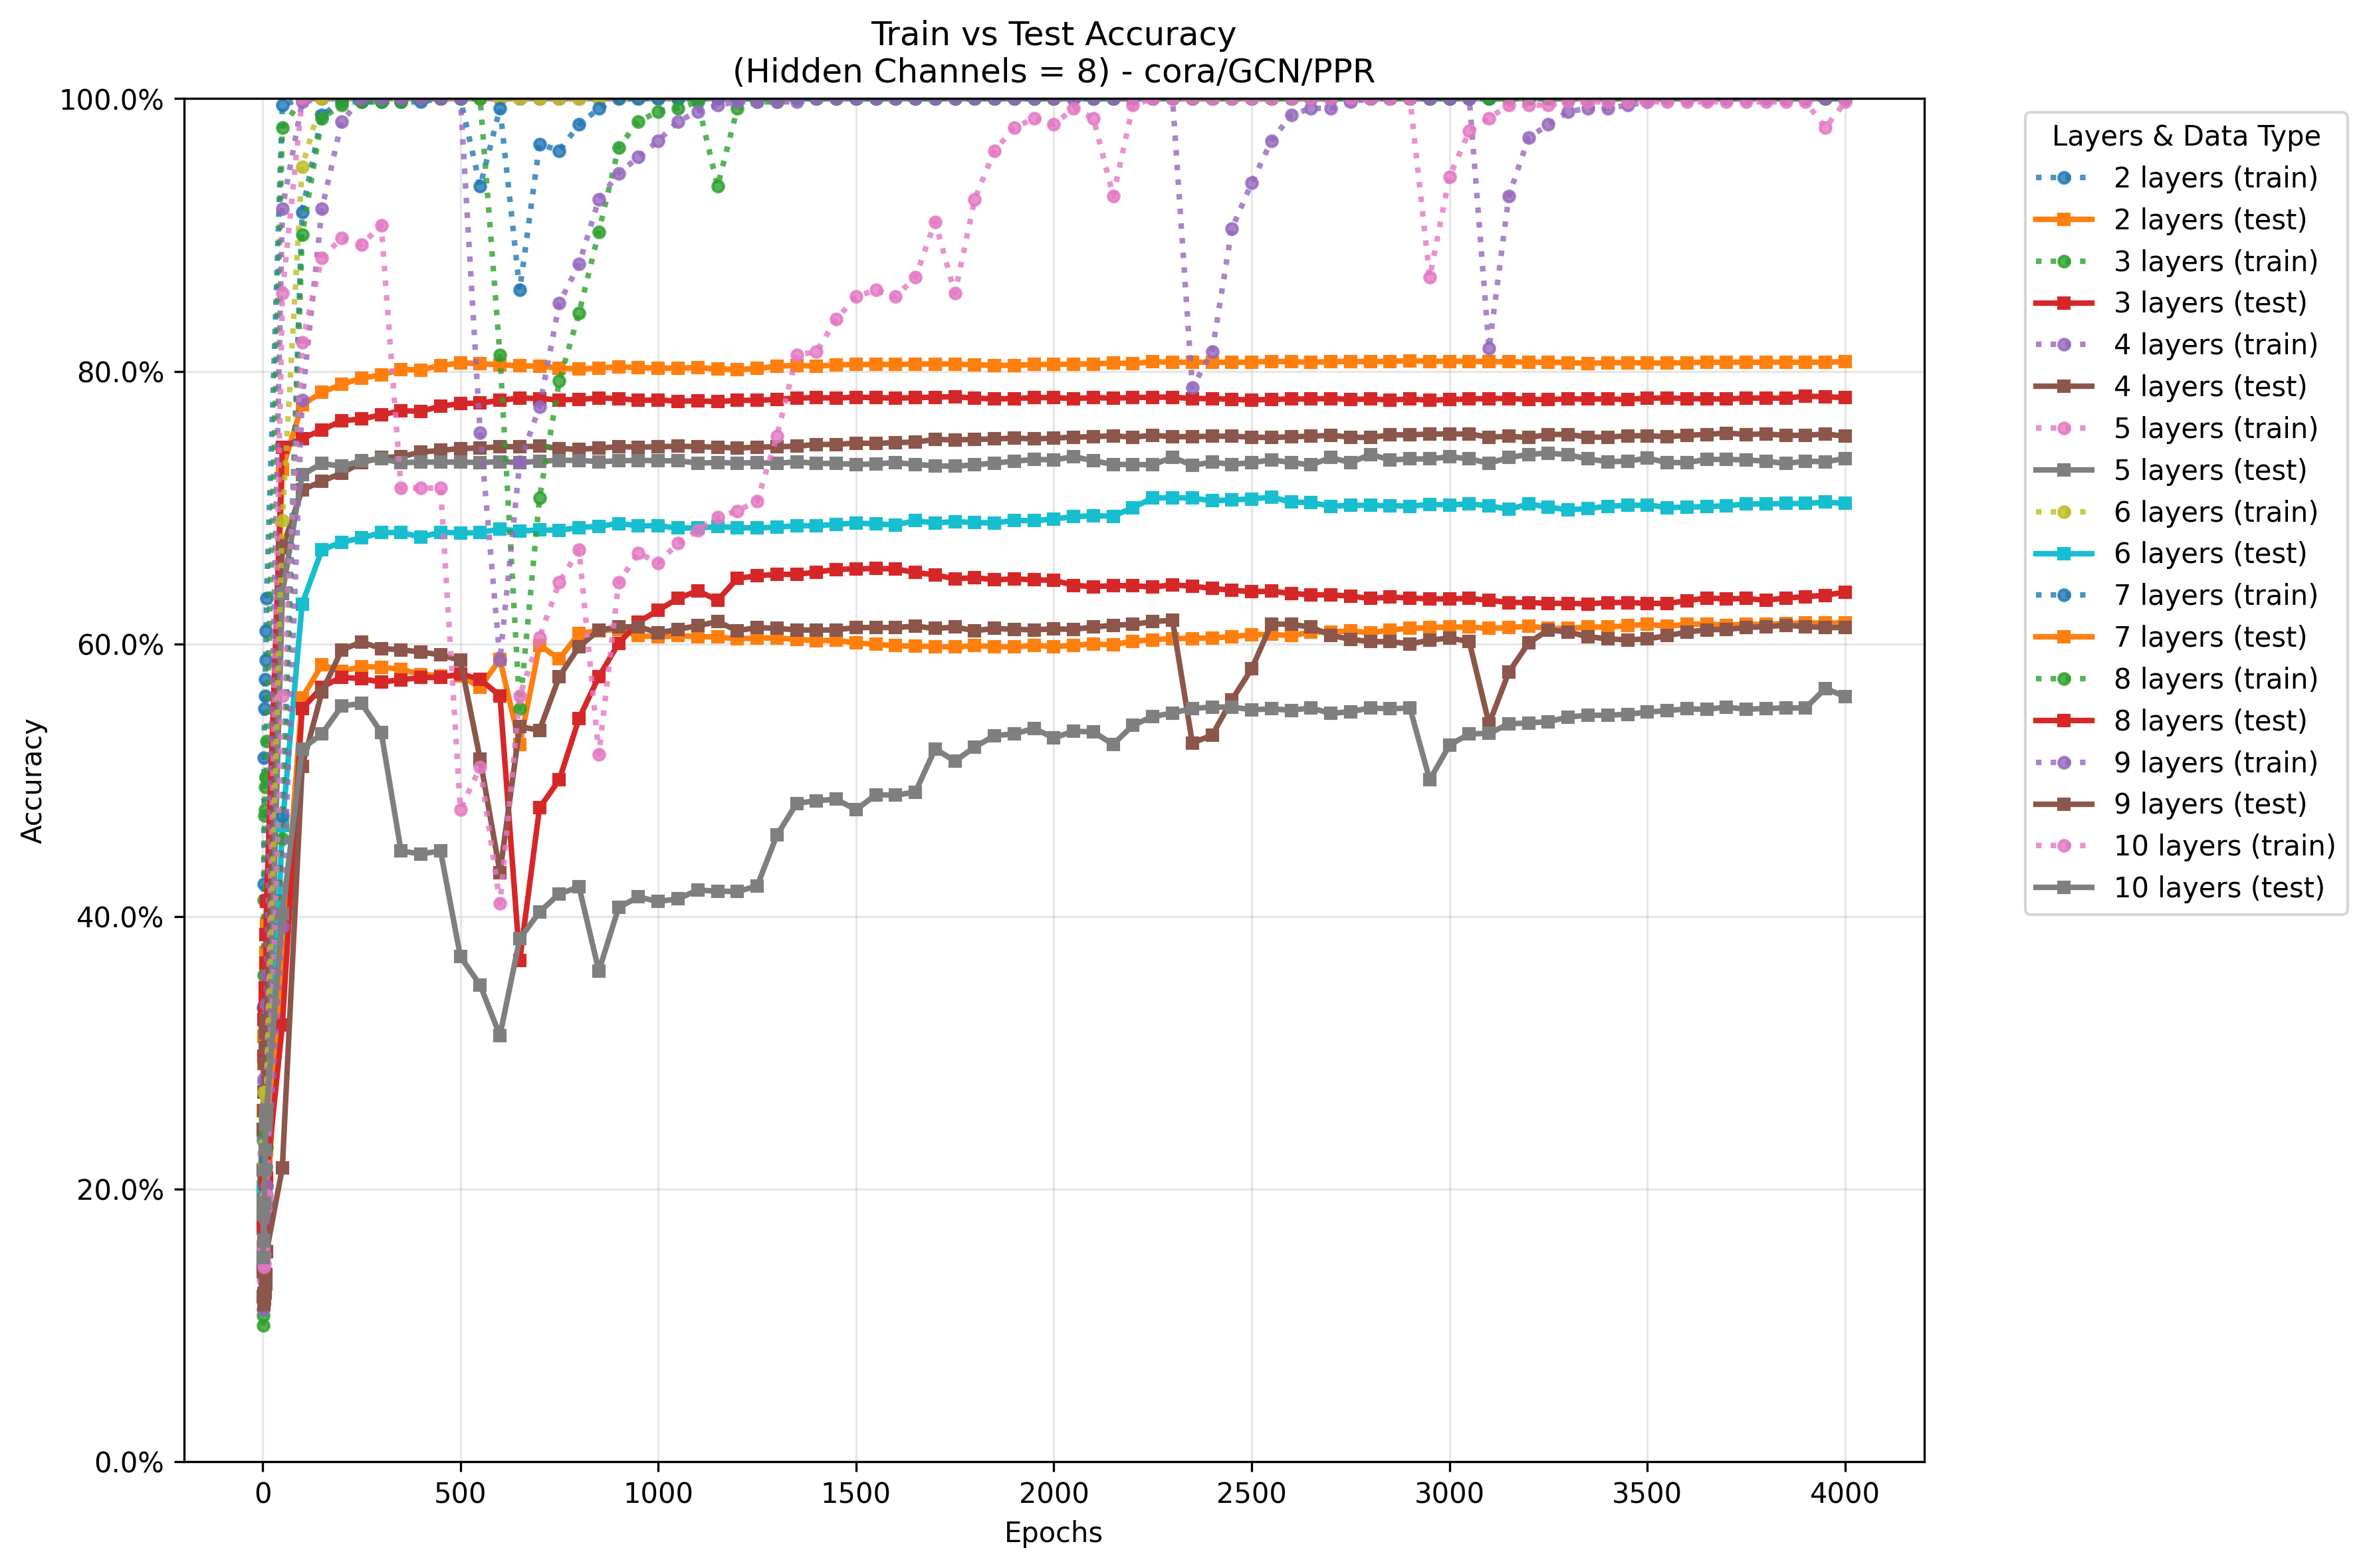 Train vs Test Accuracy
(Hidden Channels = 8) - cora/GCN/PPR
100.0%
80.0%
60.0%
40.0%
20.0%
0.0%
Accuracy
0 500 1000 1500 2000 2500 3000 3500 4000
Epochs
Layers & Data Type
2 layers (train)
2 layers (test)
3 layers (train)
3 layers (test)
4 layers (train)
4 layers (test)
5 layers (train)
5 layers (test)
6 layers (train)
6 layers (test)
7 layers (train)
7 layers (test)
8 layers (train)
8 layers (test)
9 layers (train)
9 layers (test)
10 layers (train)
10 layers (test)